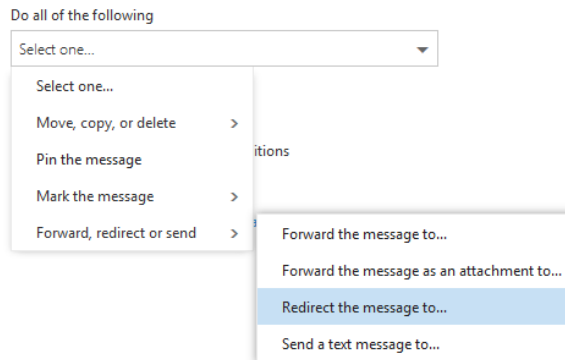 Do all of the following
Select one...
Select one...
Move, copy, or delete
Pin the message
itions
Mark the message
Forward, redirect or send
Forward the message to...
Forward the message as an attachment to...
Redirect the message to...
Send a text message to...